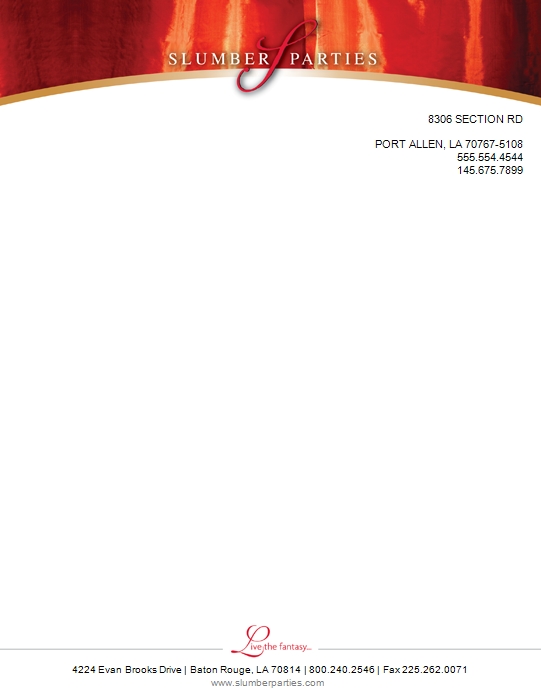 SLUMBER PARTIES
8306 SECTION RD
PORT ALLEN, LA 70767-5108
555.554.4544
145.675.7899
Live the fantasy...
4224 Evan Brooks Drive | Baton Rouge, LA 70814 | 800.240.2546 | Fax 225.262.0071
www.slumberparties.com